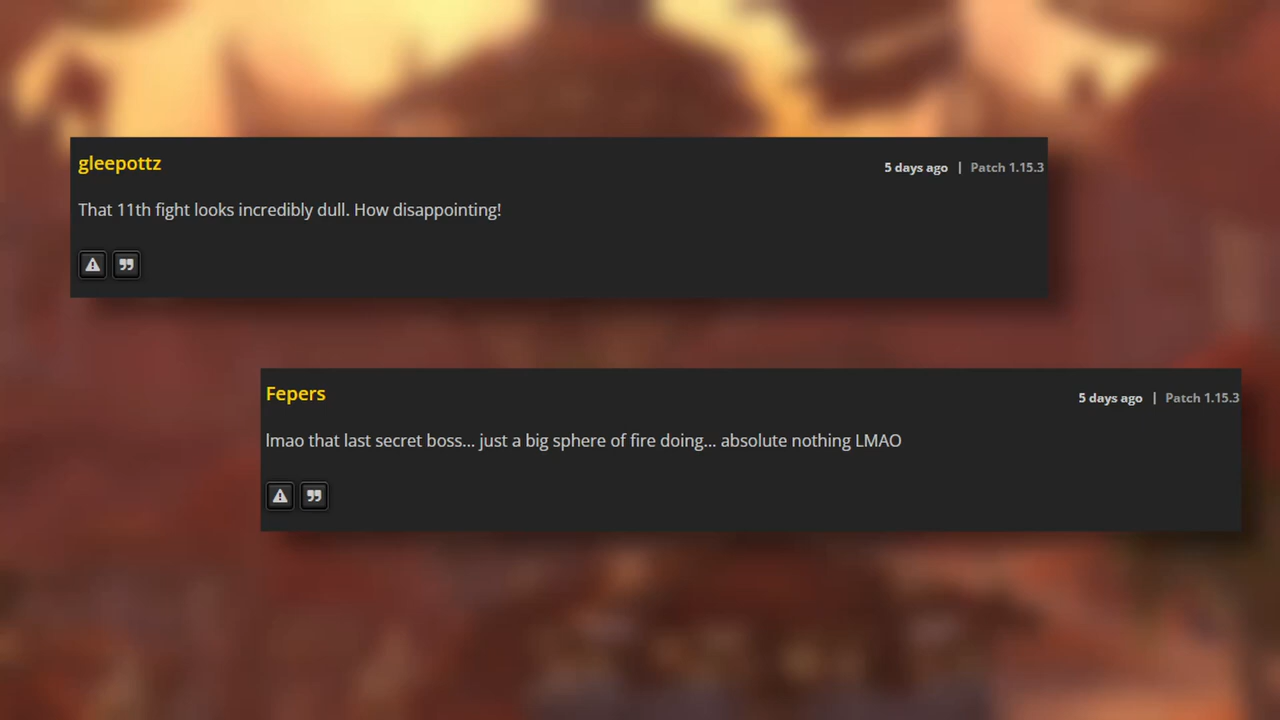 gleepottz
5 days ago | Patch 1.15.3
That 11th fight looks incredibly dull. How disappointing!
Fepers
5 days ago | Patch 1.15.3
lmao that last secret boss... just a big sphere of fire doing... absolute nothing LMAO